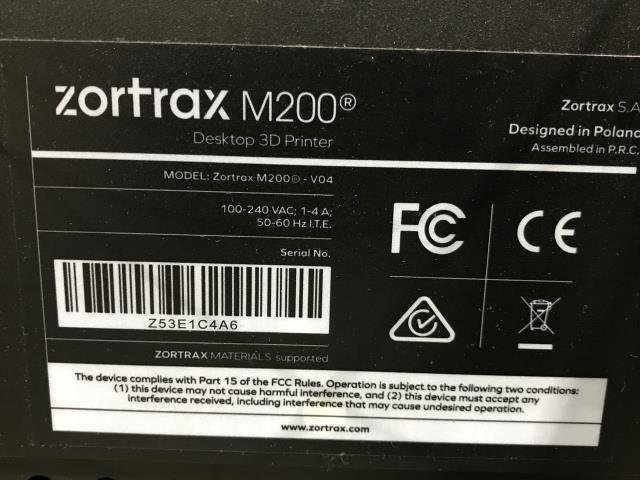 zortrax M200®
Desktop 3D Printer
Zortrax S.A
Designed in Poland
Assembled in P.R.C.
MODEL: Zortrax M200® - V04
100-240 VAC; 1-4 A;
50-60 Hz I.T.E.
Serial No.
Z53E1C4A6
ZORTRAX MATERIALS supported
FC CE
The device complies with Part 15 of the FCC Rules. Operation is subject to the following two conditions:
(1) this device may not cause harmful interference, and (2) this device must accept any
interference received, including interference that may cause undesired operation.
www.zortrax.com